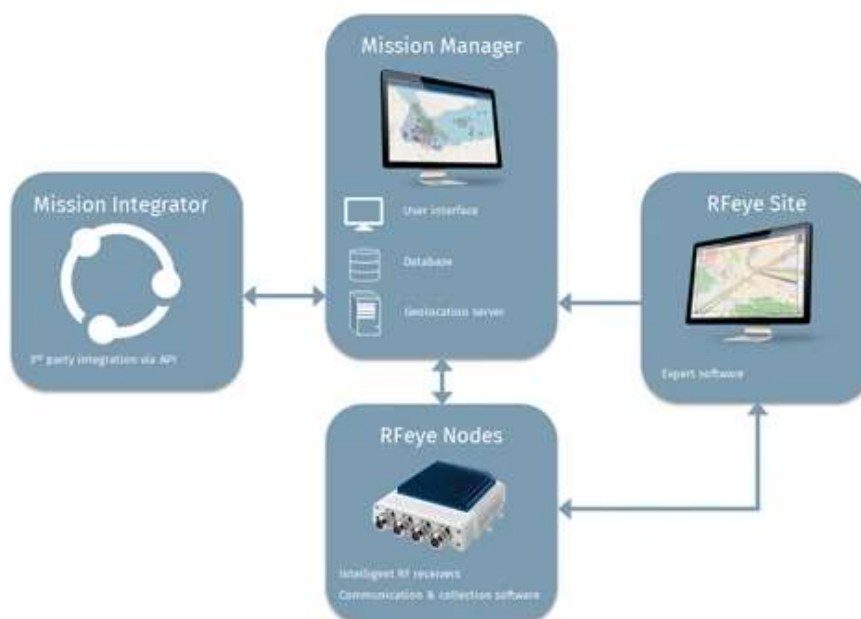 Mission Manager
User interface
Database
Geolocation server
Mission Integrator
3rd party integration via API
RFeye Site
Expert software
RFeye Nodes
Intelligent RF receivers
Communication & collection software